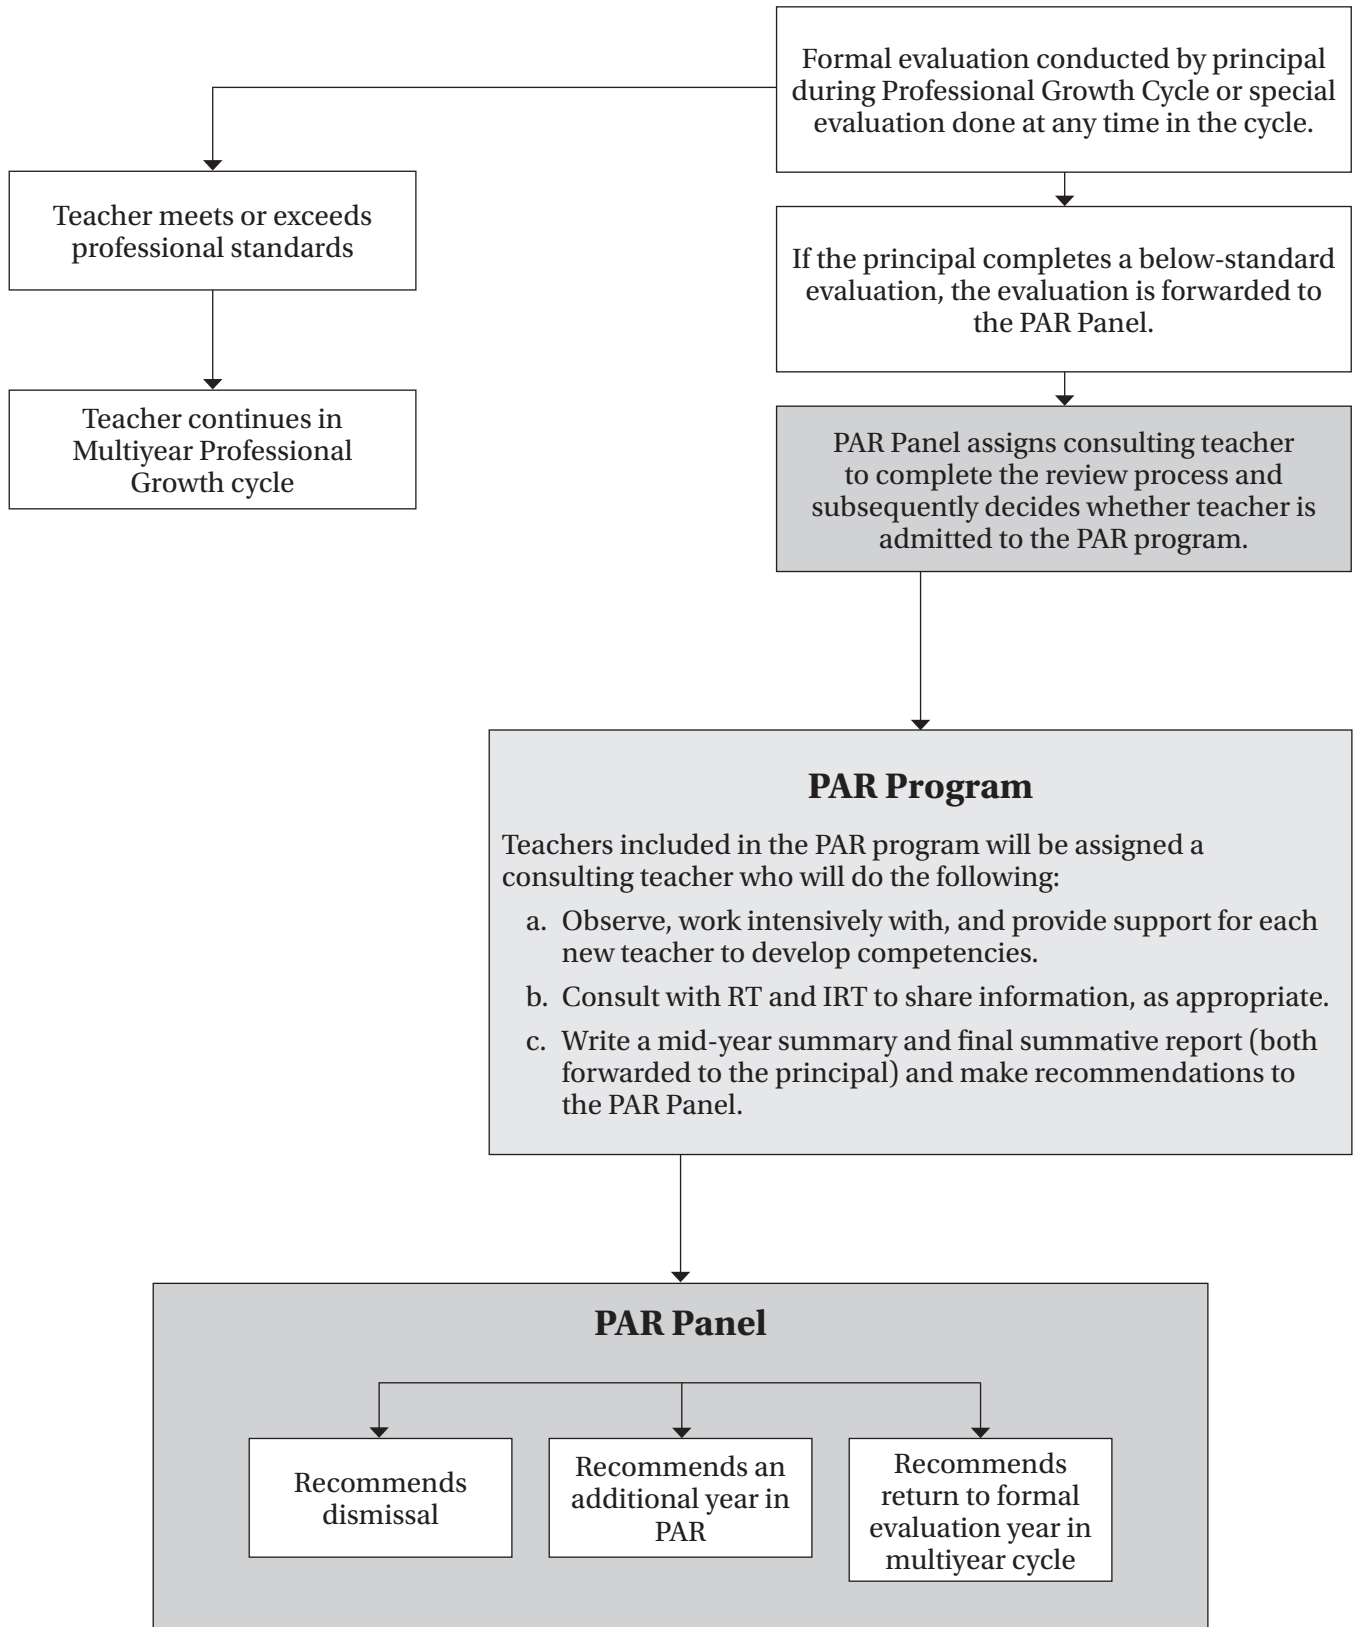 Formal evaluation conducted by principal
during Professional Growth Cycle or special
evaluation done at any time in the cycle.
Teacher meets or exceeds
professional standards
If the principal completes a below-standard
evaluation, the evaluation is forwarded to
the PAR Panel.
Teacher continues in
Multiyear Professional
Growth cycle
PAR Panel assigns consulting teacher
to complete the review process and
subsequently decides whether teacher is
admitted to the PAR program.
PAR Program
Teachers included in the PAR program will be assigned a
consulting teacher who will do the following:
a. Observe, work intensively with, and provide support for each
new teacher to develop competencies.
b. Consult with RT and IRT to share information, as appropriate.
c. Write a mid-year summary and final summative report (both
forwarded to the principal) and make recommendations to
the PAR Panel.
PAR Panel
Recommends
dismissal
Recommends an
additional year in
PAR
Recommends
return to formal
evaluation year in
multiyear cycle